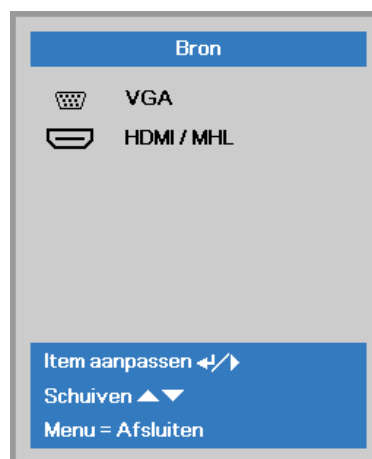 Bron
VGA
HDMI / MHL
Item aanpassen ↵/▶
Schuiven ▲▼
Menu = Afsluiten